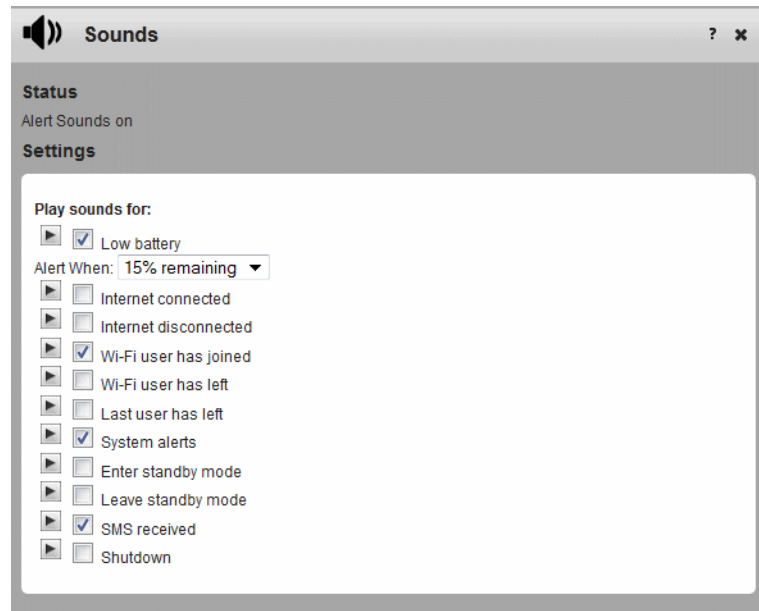 Sounds ?
Status
Alert Sounds on
Settings
Play sounds for:
Low battery
Alert When: 15% remaining
Internet connected
Internet disconnected
Wi-Fi user has joined
Wi-Fi user has left
Last user has left
System alerts
Enter standby mode
Leave standby mode
SMS received
Shutdown